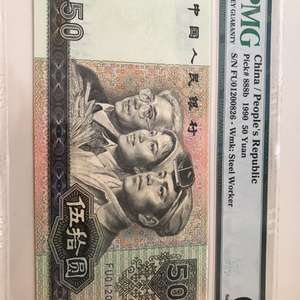 PMG
China / People's Republic
Pick# 888b 1990 50 Yuan
S/N FU01200826 - Wmk: Steel Worker
中国人民银行
50
伍拾圆
50
FU0120